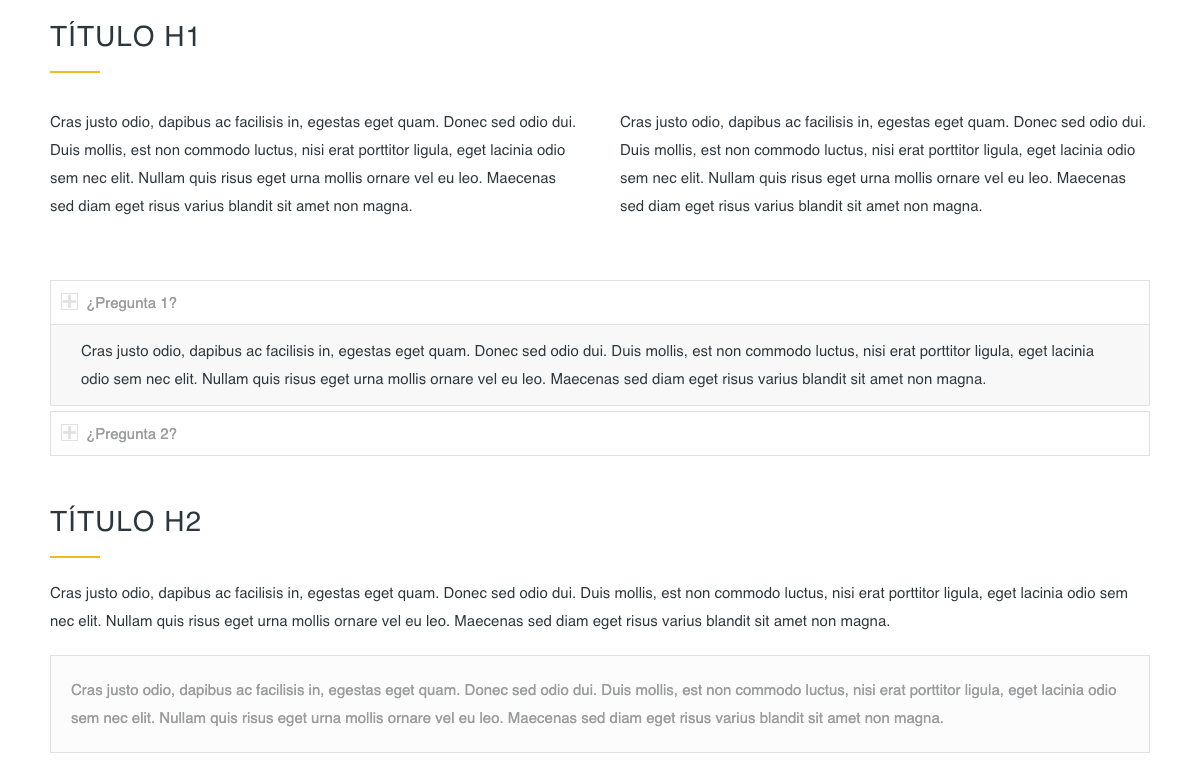 TÍTULO H1
Cras justo odio, dapibus ac facilisis in, egestas eget quam. Donec sed odio dui.
Duis mollis, est non commodo luctus, nisi erat porttitor ligula, eget lacinia odio
sem nec elit. Nullam quis risus eget urna mollis ornare vel eu leo. Maecenas
sed diam eget risus varius blandit sit amet non magna.
Cras justo odio, dapibus ac facilisis in, egestas eget quam. Donec sed odio dui.
Duis mollis, est non commodo luctus, nisi erat porttitor ligula, eget lacinia odio
sem nec elit. Nullam quis risus eget urna mollis ornare vel eu leo. Maecenas
sed diam eget risus varius blandit sit amet non magna.
¿Pregunta 1?
Cras justo odio, dapibus ac facilisis in, egestas eget quam. Donec sed odio dui. Duis mollis, est non commodo luctus, nisi erat porttitor ligula, eget lacinia
odio sem nec elit. Nullam quis risus eget urna mollis ornare vel eu leo. Maecenas sed diam eget risus varius blandit sit amet non magna.
¿Pregunta 2?
TÍTULO H2
Cras justo odio, dapibus ac facilisis in, egestas eget quam. Donec sed odio dui. Duis mollis, est non commodo luctus, nisi erat porttitor ligula, eget lacinia odio sem
nec elit. Nullam quis risus eget urna mollis ornare vel eu leo. Maecenas sed diam eget risus varius blandit sit amet non magna.
Cras justo odio, dapibus ac facilisis in, egestas eget quam. Donec sed odio dui. Duis mollis, est non commodo luctus, nisi erat porttitor ligula, eget lacinia odio
sem nec elit. Nullam quis risus eget urna mollis ornare vel eu leo. Maecenas sed diam eget risus varius blandit sit amet non magna.